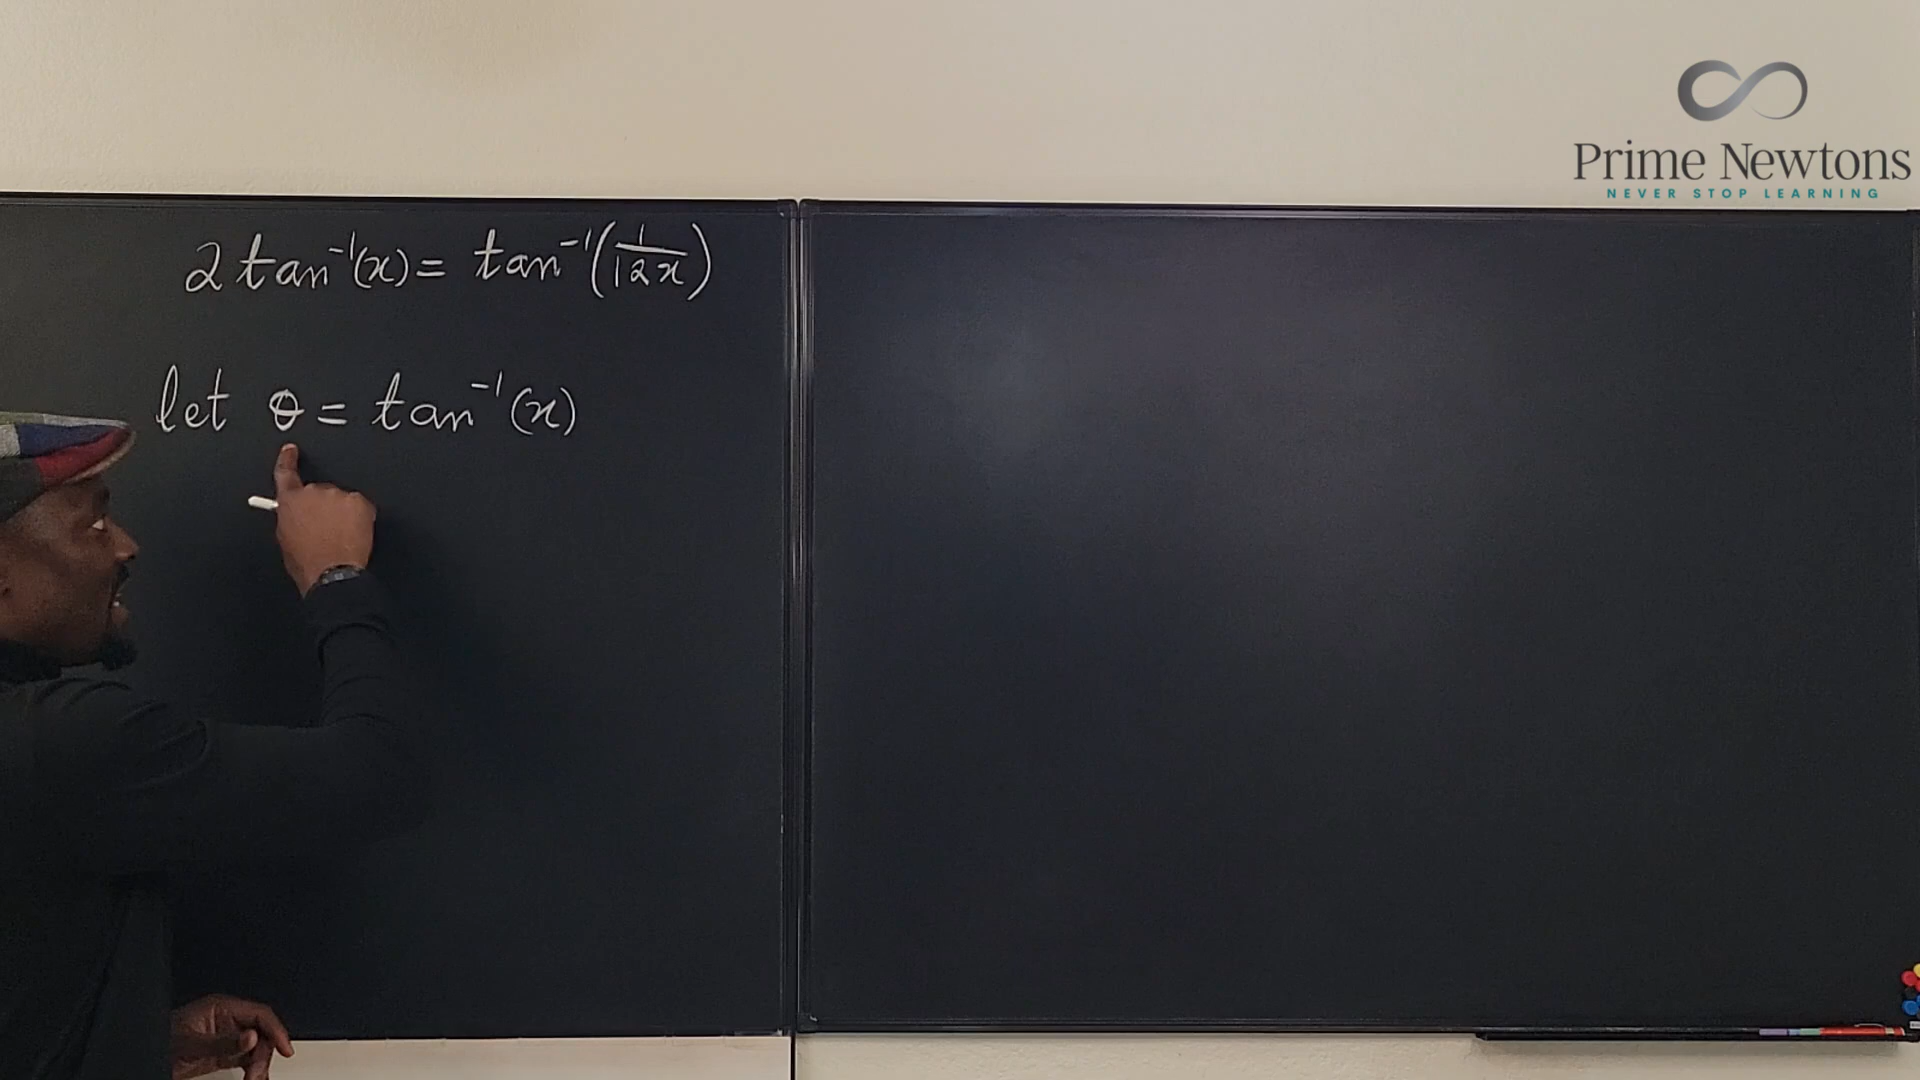 Prime Newtons
NEVER STOP LEARNING
2 tan⁻¹(x) = tan⁻¹(1/12x)
let θ = tan⁻¹(x)